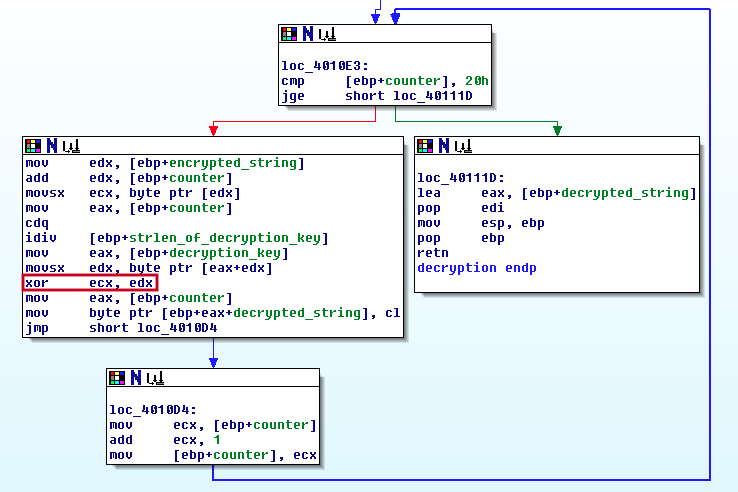 loc_4010E3:
cmp     [ebp+counter], 20h
jge     short loc_40111D
mov     edx, [ebp+encrypted_string]
add     edx, [ebp+counter]
movsx   ecx, byte ptr [edx]
mov     eax, [ebp+counter]
cdq
idiv    [ebp+strlen_of_decryption_key]
mov     eax, [ebp+decryption_key]
movsx   edx, byte ptr [eax+edx]
xor     ecx, edx
mov     eax, [ebp+counter]
mov     byte ptr [ebp+eax+decrypted_string], cl
jmp     short loc_4010D4
loc_40111D:
lea     eax, [ebp+decrypted_string]
pop     edi
mov     esp, ebp
pop     ebp
retn
decryption endp
loc_4010D4:
mov     ecx, [ebp+counter]
add     ecx, 1
mov     [ebp+counter], ecx